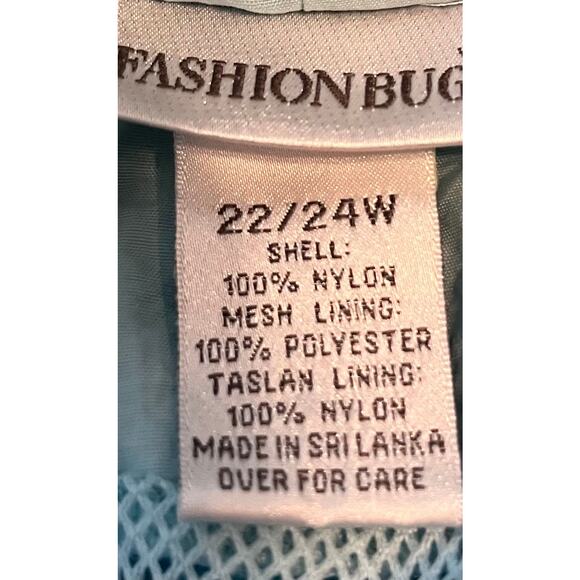 FASHION BUG
22/24W
SHELL:
100% NYLON
MESH LINING:
100% POLYESTER
TASLAN LINING:
100% NYLON
MADE IN SRI LANKA
OVER FOR CARE